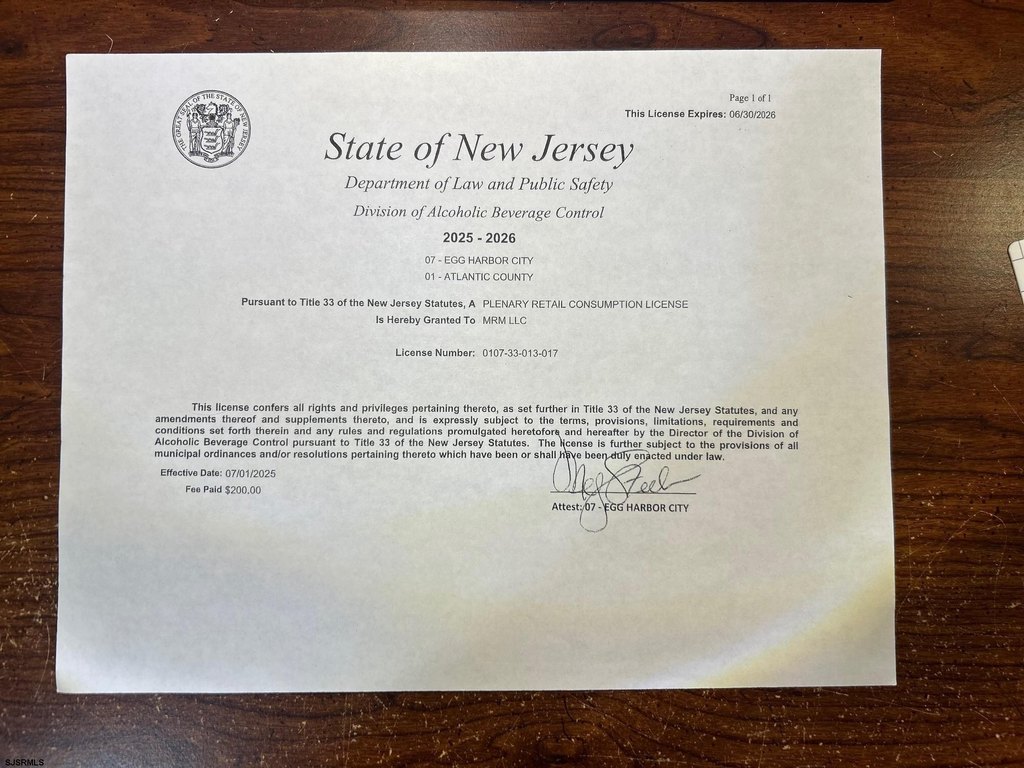 THE GREAT SEAL OF THE STATE OF NEW JERSEY
Page 1 of 1
This License Expires: 06/30/2026
State of New Jersey
Department of Law and Public Safety
Division of Alcoholic Beverage Control
2025 - 2026
07 - EGG HARBOR CITY
01 - ATLANTIC COUNTY
Pursuant to Title 33 of the New Jersey Statutes, A PLENARY RETAIL CONSUMPTION LICENSE
Is Hereby Granted To MRM LLC
License Number: 0107-33-013-017
This license confers all rights and privileges pertaining thereto, as set further in Title 33 of the New Jersey Statutes, and any
amendments thereof and supplements thereto, and is expressly subject to the terms, provisions, limitations, requirements and
conditions set forth therein and any rules and regulations promulgated heretofore and hereafter by the Director of the Division of
Alcoholic Beverage Control pursuant to Title 33 of the New Jersey Statutes. The license is further subject to the provisions of all
municipal ordinances and/or resolutions pertaining thereto which have been or shall have been duly enacted under law.
Effective Date: 07/01/2025
Fee Paid $200.00
Attest: 07 - EGG HARBOR CITY
SJSRMLS